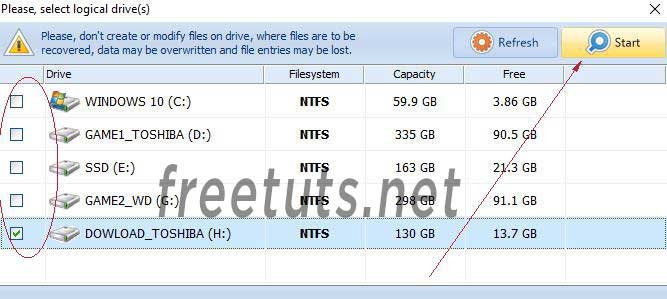 Please, select logical drive(s)
Please, don't create or modify files on drive, where files are to be
recovered, data may be overwritten and file entries may be lost.
Refresh
Start
Drive Filesystem Capacity Free
WINDOWS 10 (C:) NTFS 59.9 GB 3.86 GB
GAME1_TOSHIBA (D:) NTFS 335 GB 90.5 GB
SSD (E:) NTFS 163 GB 21.3 GB
GAME2_WD (G:) NTFS 298 GB 91.1 GB
DOWLOAD_TOSHIBA (H:) NTFS 130 GB 13.7 GB
freetuts.net